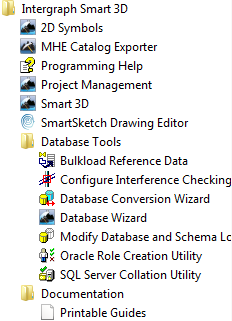 Intergraph Smart 3D
2D Symbols
MHE Catalog Exporter
Programming Help
Project Management
Smart 3D
SmartSketch Drawing Editor
Database Tools
Bulkload Reference Data
Configure Interference Checking
Database Conversion Wizard
Database Wizard
Modify Database and Schema Lo
Oracle Role Creation Utility
SQL Server Collation Utility
Documentation
Printable Guides